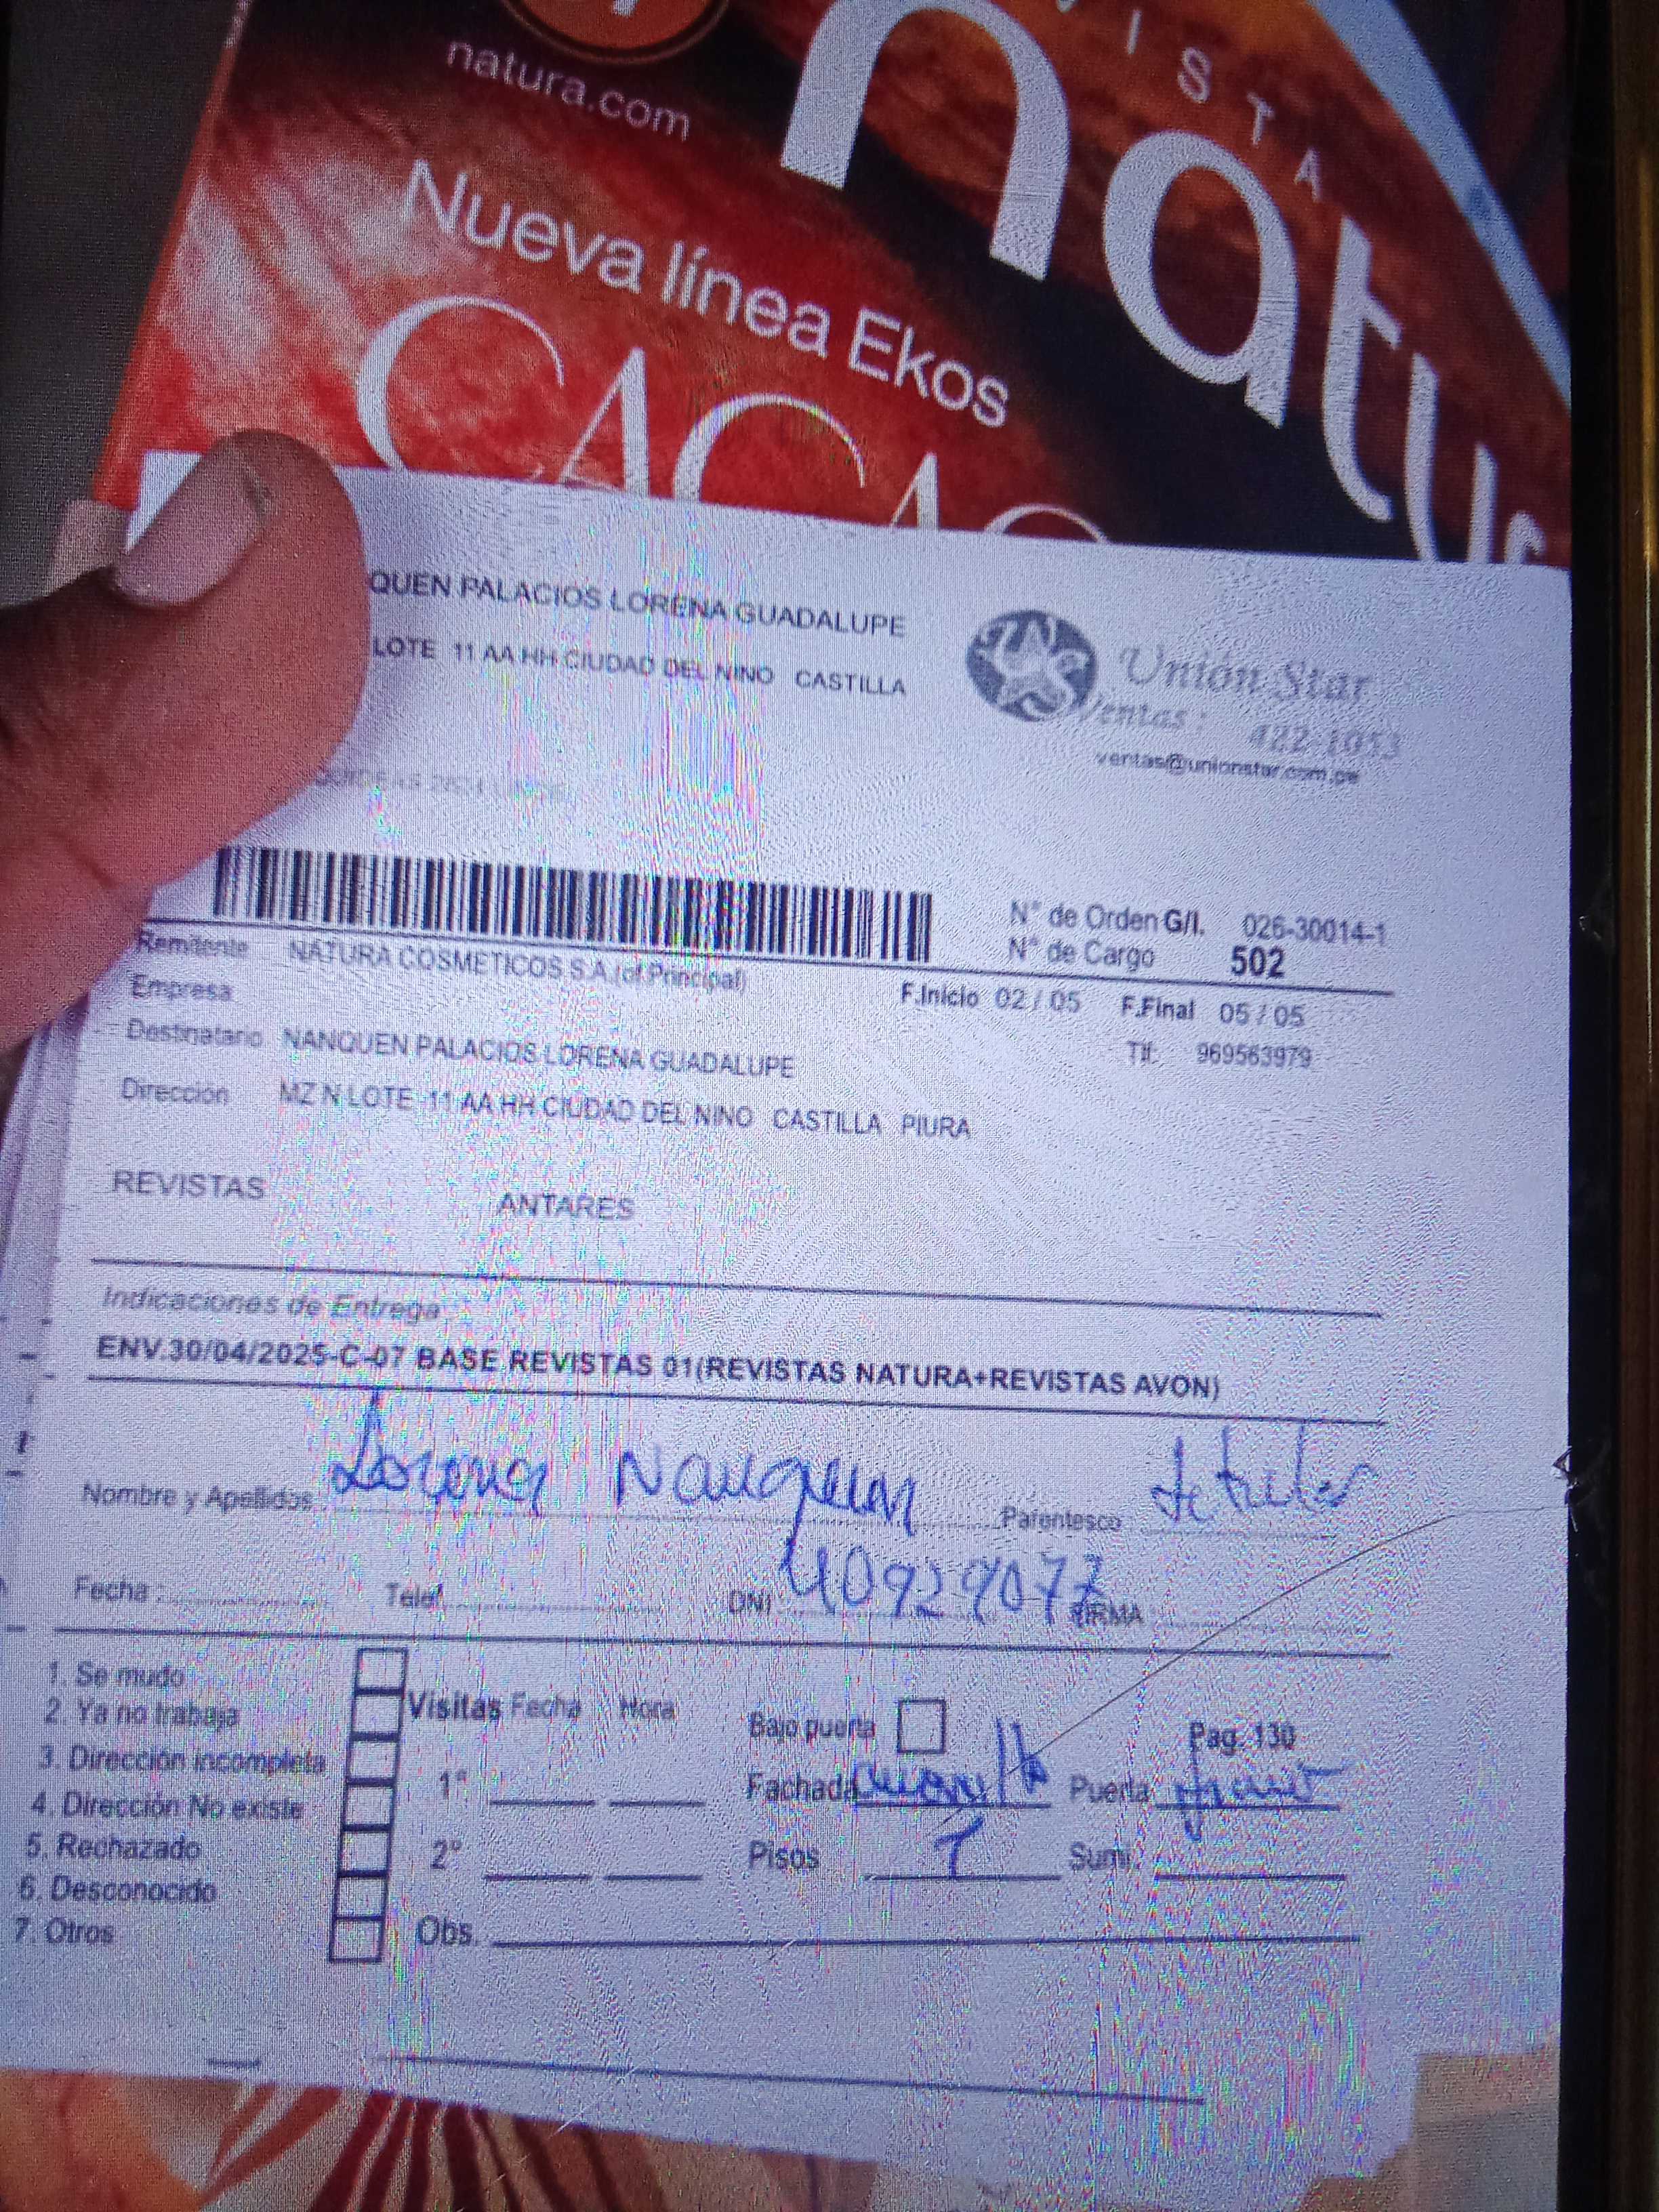 VISTA
natura.com
natu
Nueva línea Ekos
CACAO
QUEN PALACIOS LORENA GUADALUPE
LOTE 11 AA HH CIUDAD DEL NINO CASTILLA
Unión Star
Ventas: 422-1053
ventas@unionstar.com.pe
N° de Orden G/I. 026-30014-1
N° de Cargo 502
Remitente NATURA COSMETICOS S.A.(of.Principal)
Empresa F.Inicio 02 / 05 F.Final 05 / 05
Destinatario NANQUEN PALACIOS LORENA GUADALUPE Tlf: 969563979
Dirección MZ N LOTE 11 AA HH CIUDAD DEL NINO CASTILLA PIURA
REVISTAS ANTARES
Indicaciones de Entrega
ENV.30/04/2025-C-07 BASE REVISTAS 01(REVISTAS NATURA+REVISTAS AVON)
Nombre y Apellidos Lorena Nanquen Parentesco
Fecha: Telef. DNI 40929077 FIRMA
1. Se mudo
2. Ya no trabaja
3. Dirección incompleta
4. Dirección No existe
5. Rechazado
6. Desconocido
7. Otros
Visitas Fecha Hora
1°
2°
Obs.
Bajo puerta Pag. 130
Fachada Puerta
Pisos 1 Sumi.